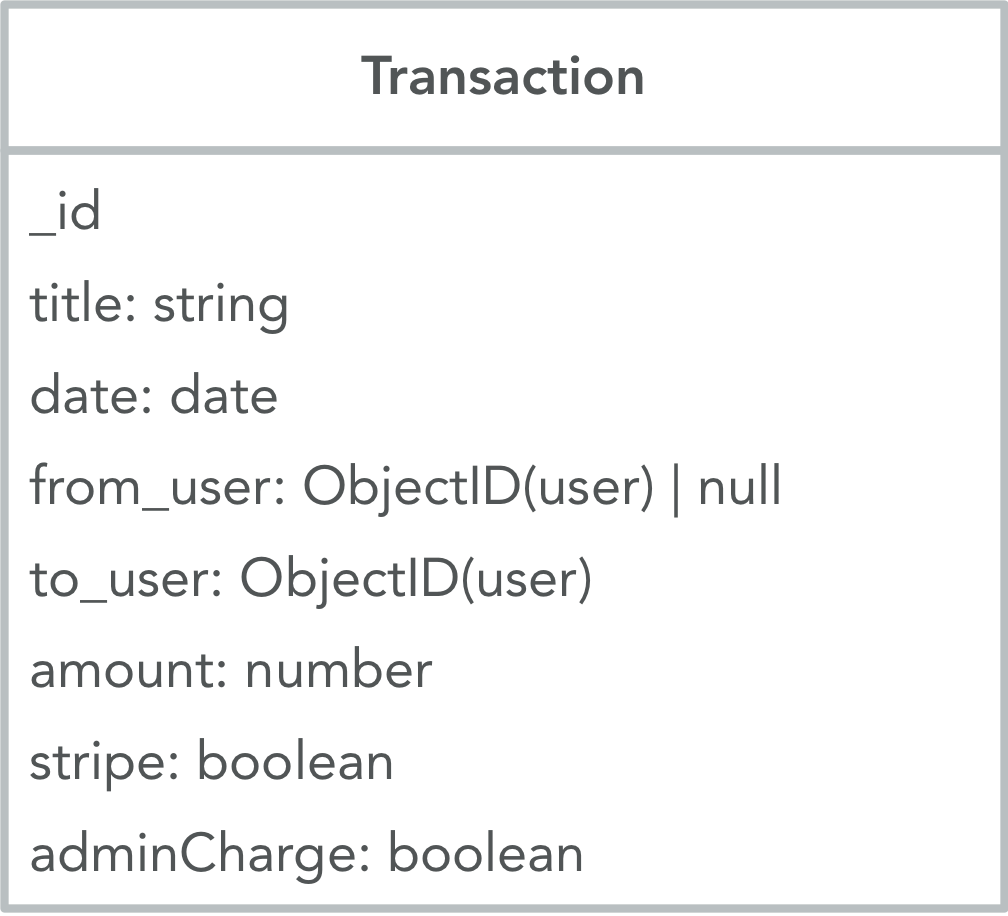 Transaction
_id
title: string
date: date
from_user: ObjectID(user) | null
to_user: ObjectID(user)
amount: number
stripe: boolean
adminCharge: boolean